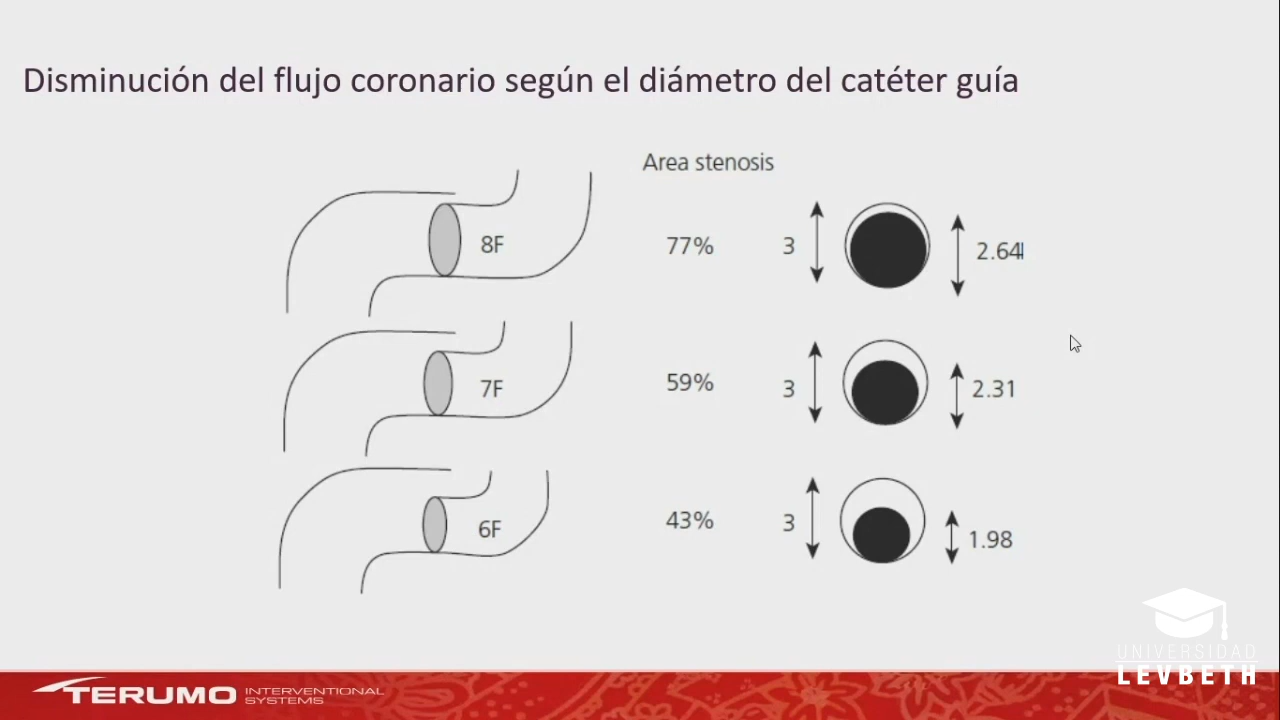 Disminución del flujo coronario según el diámetro del catéter guía
Area stenosis
8F 77% 3 2.64
7F 59% 3 2.31
6F 43% 3 1.98
UNIVERSIDAD
LEVBETH
TERUMO INTERVENTIONAL
SYSTEMS